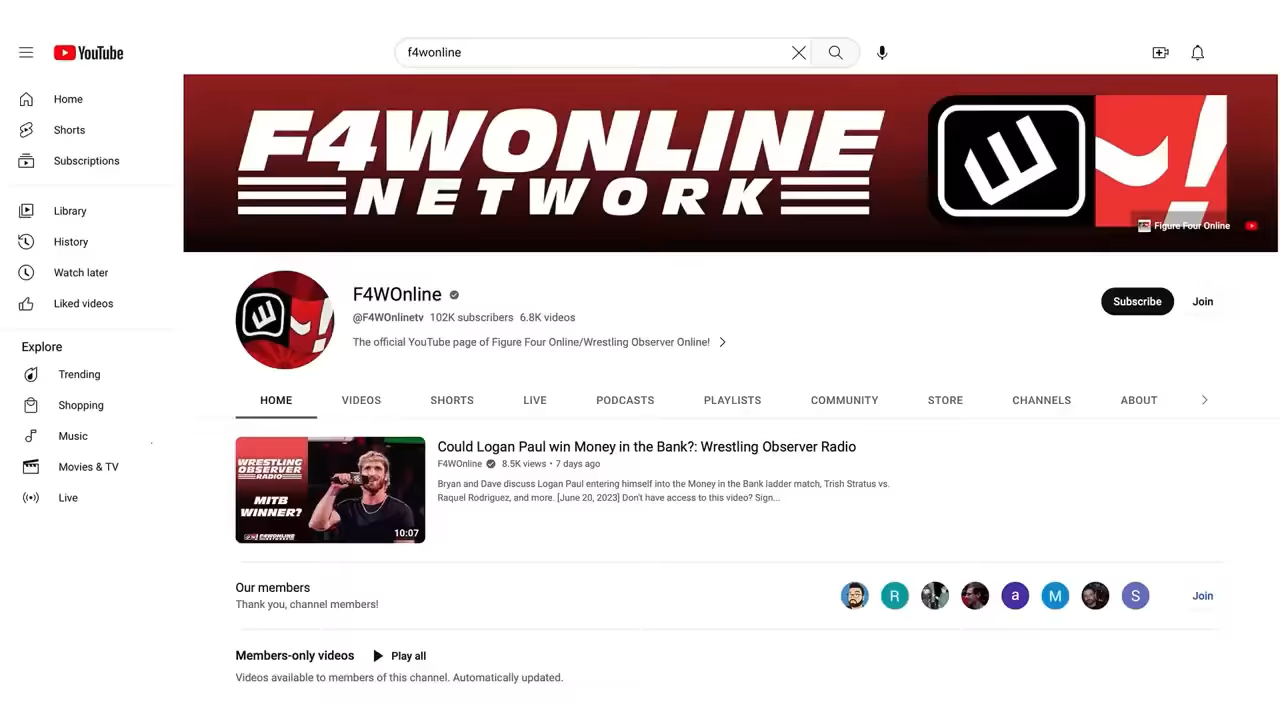 YouTube
f4wonline
Home
Shorts
Subscriptions
Library
History
Watch later
Liked videos
Explore
Trending
Shopping
Music
Movies & TV
Live
F4WONLINE
NETWORK
Figure Four Online
F4WOnline
@F4WOnlinetv 102K subscribers 6.8K videos
The official YouTube page of Figure Four Online/Wrestling Observer Online!
Subscribe
Join
HOME
VIDEOS
SHORTS
LIVE
PODCASTS
PLAYLISTS
COMMUNITY
STORE
CHANNELS
ABOUT
WRESTLING
OBSERVER
RADIO
MITB
WINNER?
F4WONLINE
10:07
Could Logan Paul win Money in the Bank?: Wrestling Observer Radio
F4WOnline 8.5K views • 7 days ago
Bryan and Dave discuss Logan Paul entering himself into the Money in the Bank ladder match, Trish Stratus vs.
Raquel Rodriguez, and more. [June 20, 2023] Don't have access to this video? Sign...
Our members
Thank you, channel members!
R
a
M
S
Join
Members-only videos
Play all
Videos available to members of this channel. Automatically updated.